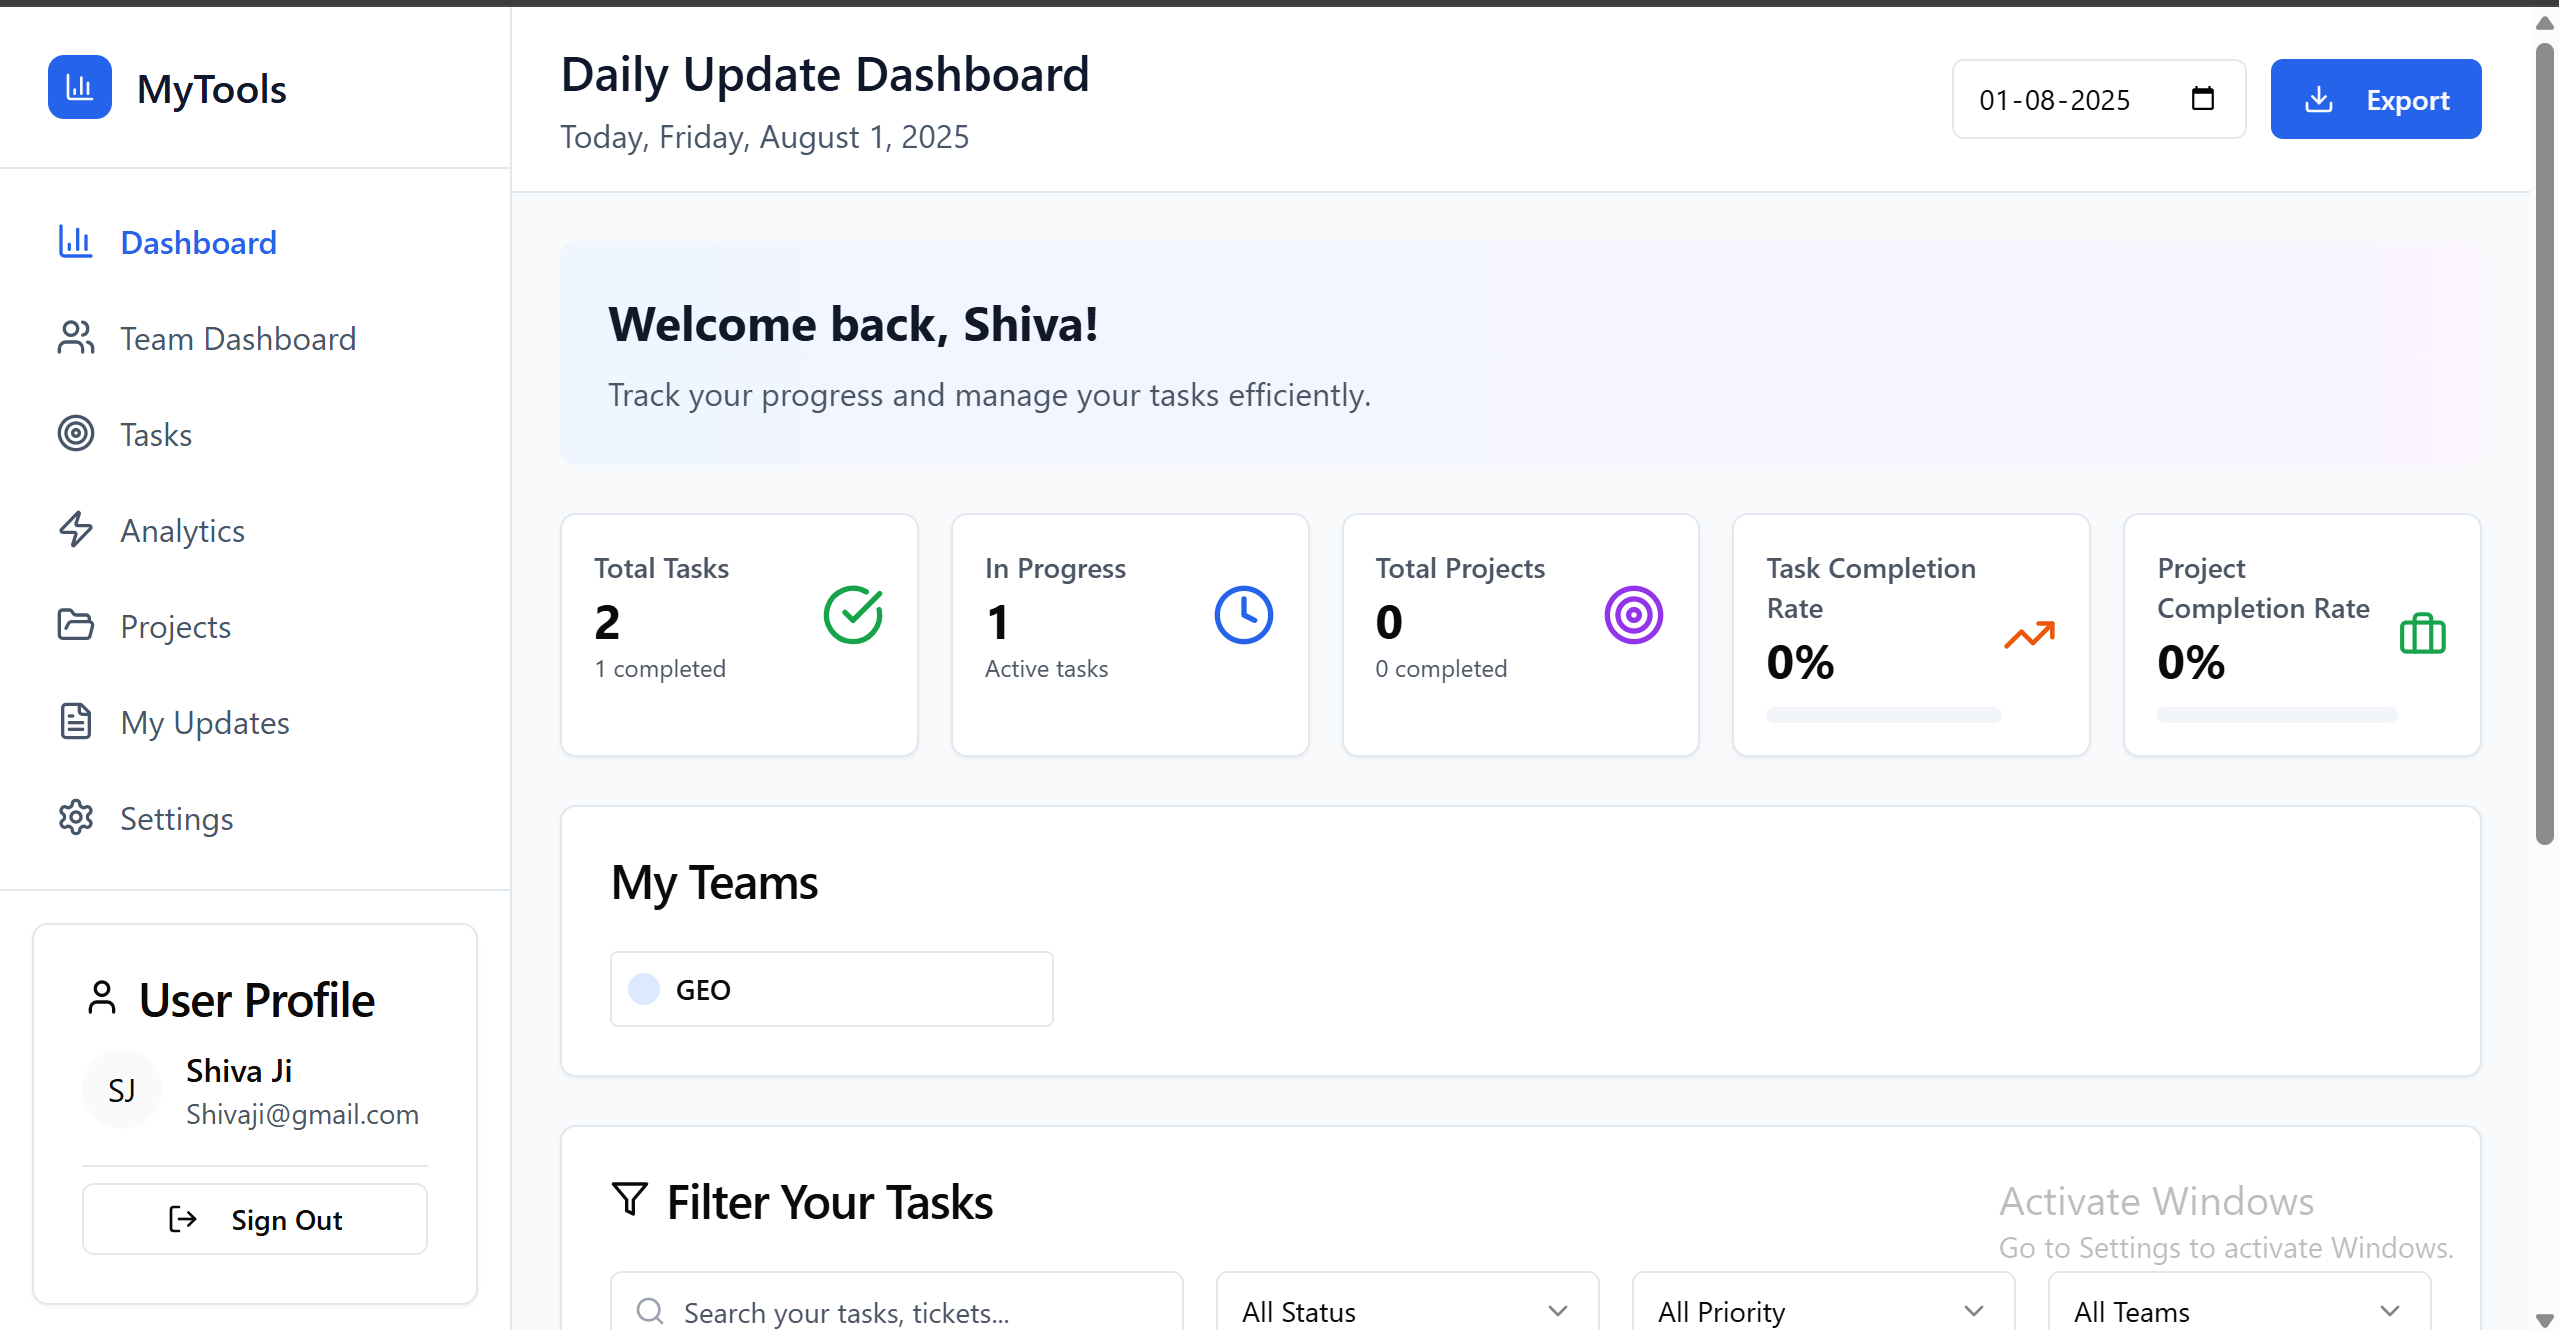 MyTools
Dashboard
Team Dashboard
Tasks
Analytics
Projects
My Updates
Settings
User Profile
SJ
Shiva Ji
Shivaji@gmail.com
Sign Out
Daily Update Dashboard
Today, Friday, August 1, 2025
01-08-2025
Export
Welcome back, Shiva!
Track your progress and manage your tasks efficiently.
Total Tasks
2
1 completed
In Progress
1
Active tasks
Total Projects
0
0 completed
Task Completion
Rate
0%
Project
Completion Rate
0%
My Teams
GEO
Filter Your Tasks
Search your tasks, tickets...
All Status
All Priority
All Teams
Activate Windows
Go to Settings to activate Windows.